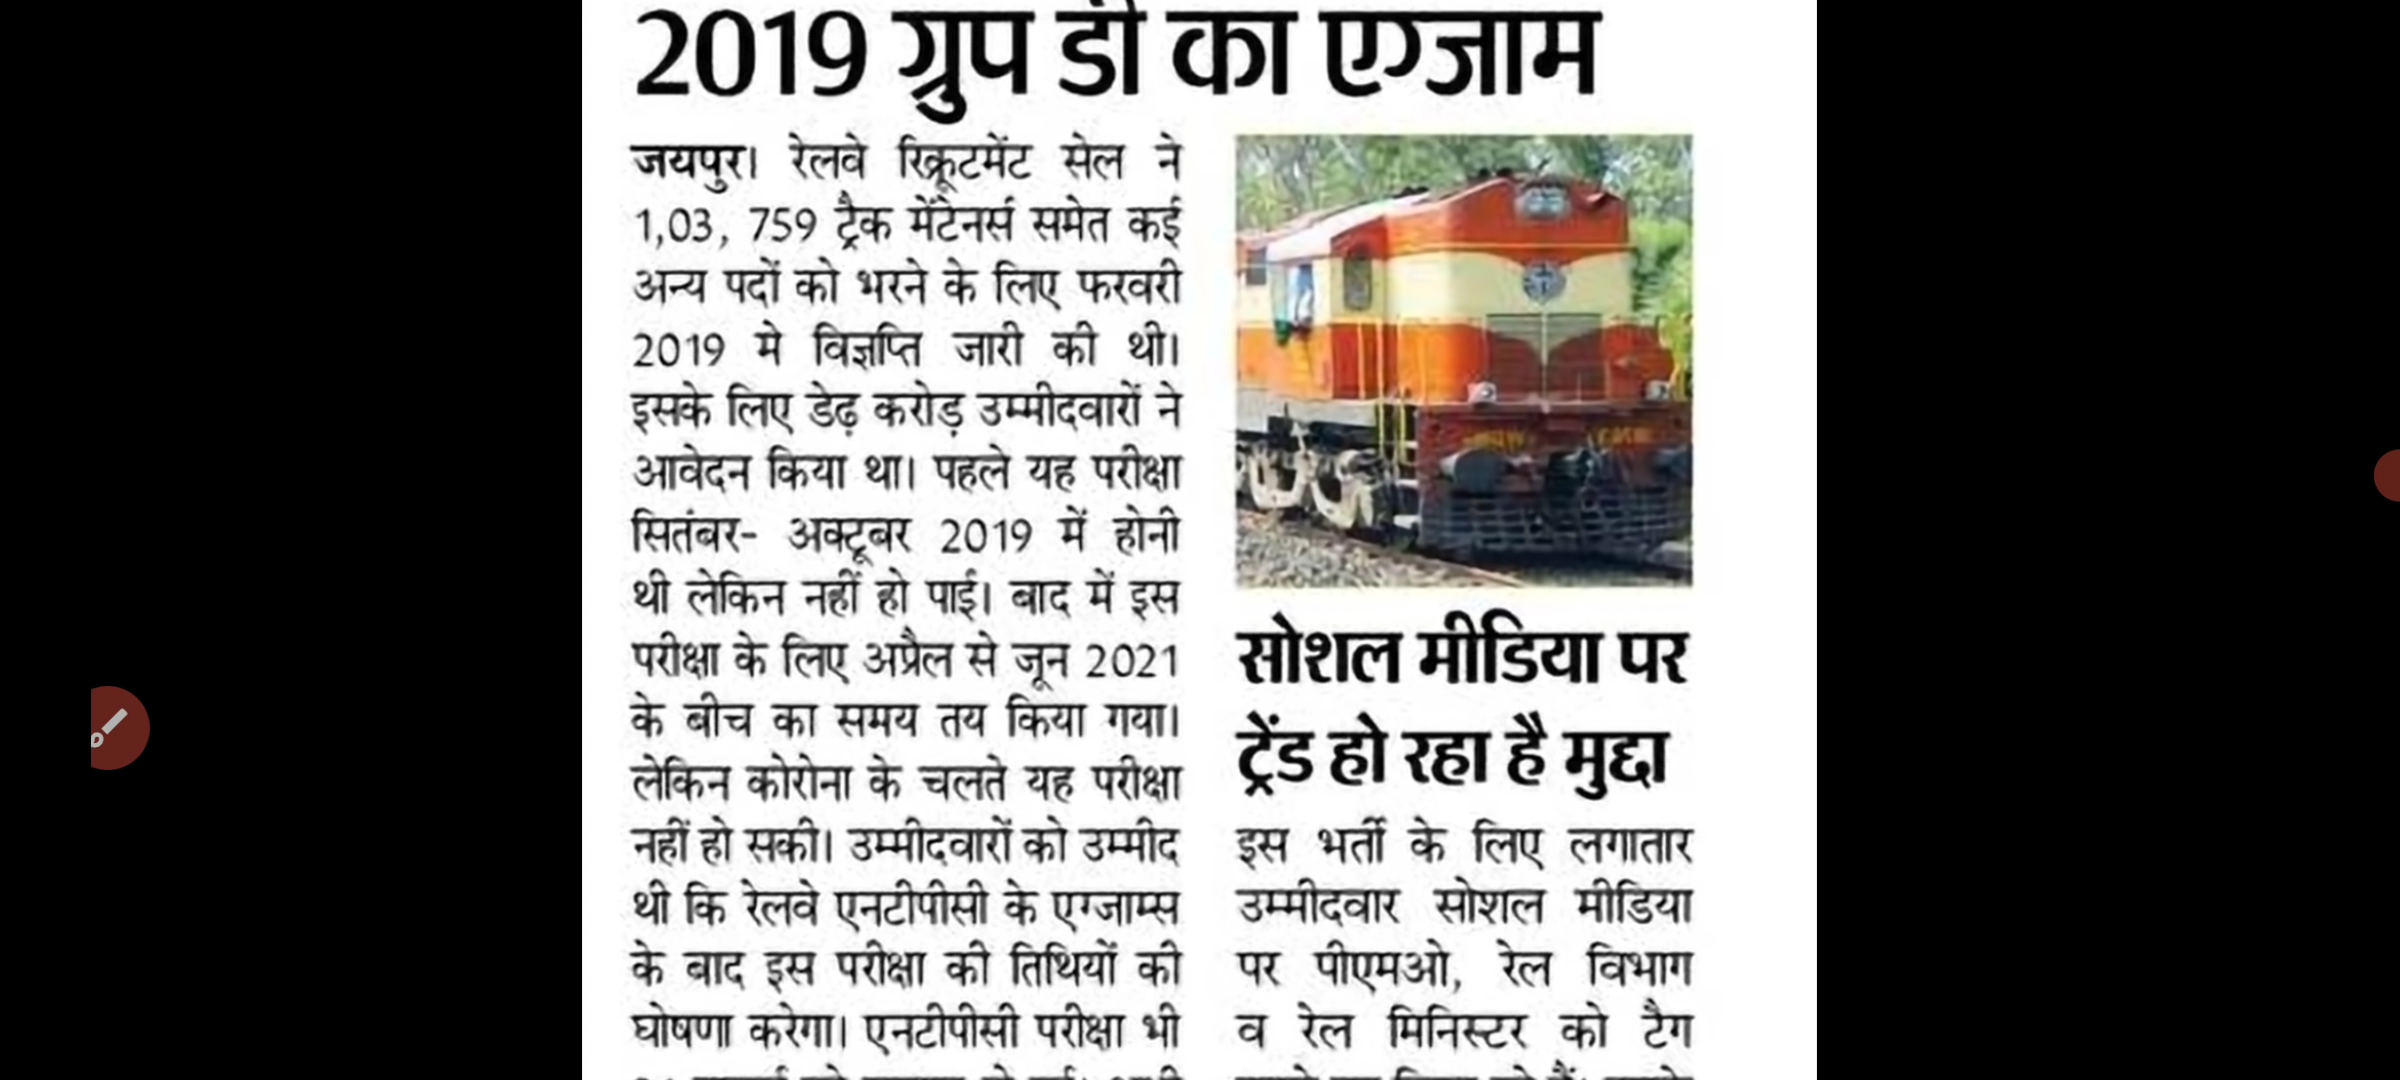 2019 ग्रुप डी का एग्जाम
जयपुर। रेलवे रिक्रूटमेंट सेल ने
1,03, 759 ट्रैक मेंटेनर्स समेत कई
अन्य पदों को भरने के लिए फरवरी
2019 मे विज्ञप्ति जारी की थी।
इसके लिए डेढ़ करोड़ उम्मीदवारों ने
आवेदन किया था। पहले यह परीक्षा
सितंबर- अक्टूबर 2019 में होनी
थी लेकिन नहीं हो पाई। बाद में इस
परीक्षा के लिए अप्रैल से जून 2021
के बीच का समय तय किया गया।
लेकिन कोरोना के चलते यह परीक्षा
नहीं हो सकी। उम्मीदवारों को उम्मीद
थी कि रेलवे एनटीपीसी के एग्जाम्स
के बाद इस परीक्षा की तिथियों की
घोषणा करेगा। एनटीपीसी परीक्षा भी
सोशल मीडिया पर
ट्रेंड हो रहा है मुद्दा
इस भर्ती के लिए लगातार
उम्मीदवार सोशल मीडिया
पर पीएमओ, रेल विभाग
व रेल मिनिस्टर को टैग